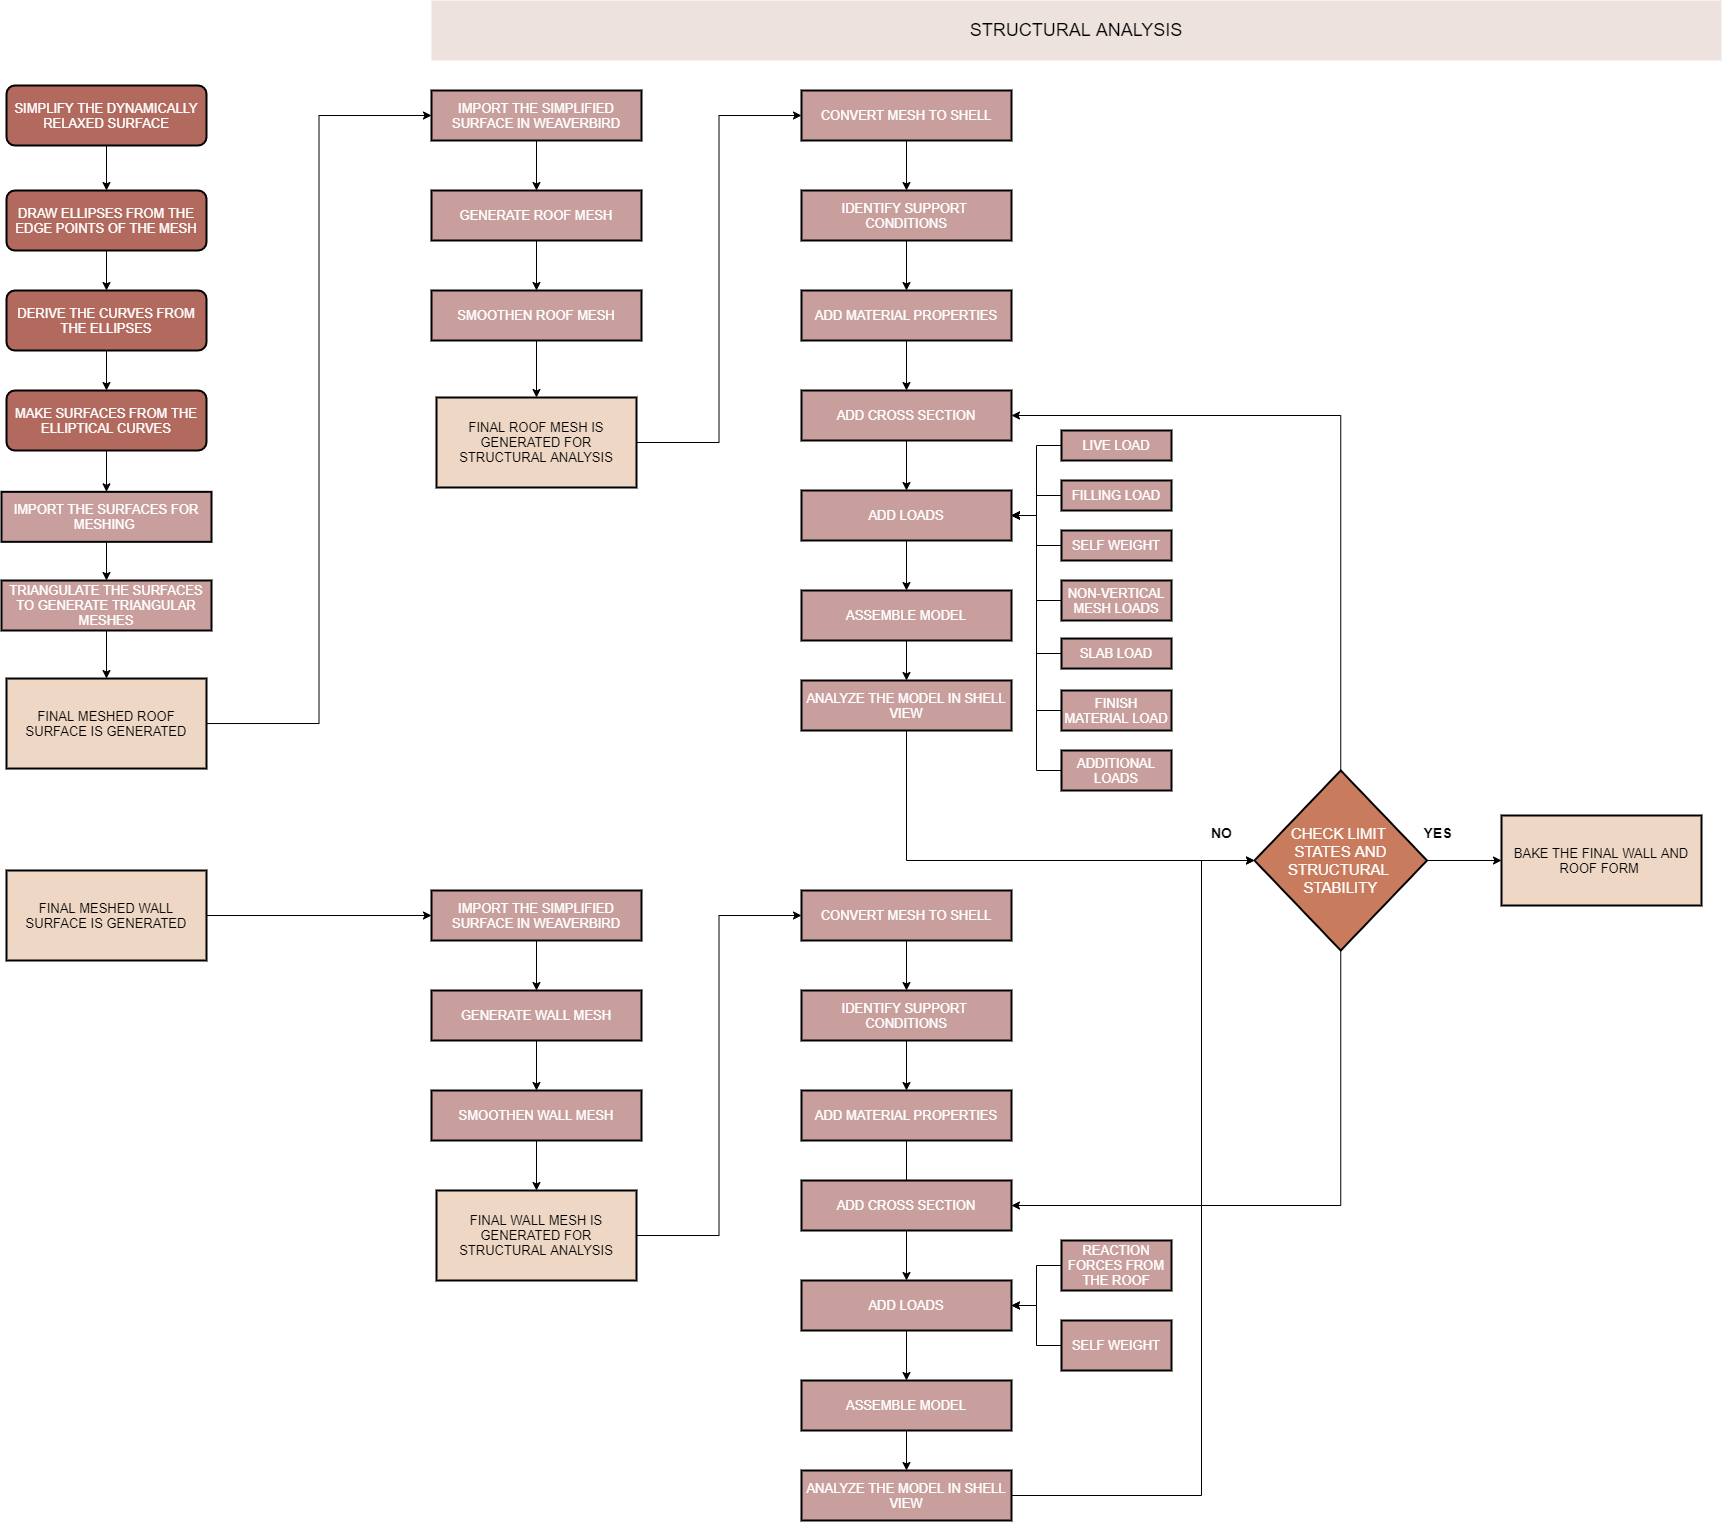 STRUCTURAL ANALYSIS
SIMPLIFY THE DYNAMICALLY
RELAXED SURFACE
DRAW ELLIPSES FROM THE
EDGE POINTS OF THE MESH
DERIVE THE CURVES FROM
THE ELLIPSES
MAKE SURFACES FROM THE
ELLIPTICAL CURVES
IMPORT THE SURFACES FOR
MESHING
TRIANGULATE THE SURFACES
TO GENERATE TRIANGULAR
MESHES
FINAL MESHED ROOF
SURFACE IS GENERATED
IMPORT THE SIMPLIFIED
SURFACE IN WEAVERBIRD
GENERATE ROOF MESH
SMOOTHEN ROOF MESH
FINAL ROOF MESH IS
GENERATED FOR
STRUCTURAL ANALYSIS
CONVERT MESH TO SHELL
IDENTIFY SUPPORT
CONDITIONS
ADD MATERIAL PROPERTIES
ADD CROSS SECTION
ADD LOADS
LIVE LOAD
FILLING LOAD
SELF WEIGHT
NON-VERTICAL
MESH LOADS
SLAB LOAD
FINISH
MATERIAL LOAD
ADDITIONAL
LOADS
ASSEMBLE MODEL
ANALYZE THE MODEL IN SHELL
VIEW
FINAL MESHED WALL
SURFACE IS GENERATED
IMPORT THE SIMPLIFIED
SURFACE IN WEAVERBIRD
GENERATE WALL MESH
SMOOTHEN WALL MESH
FINAL WALL MESH IS
GENERATED FOR
STRUCTURAL ANALYSIS
CONVERT MESH TO SHELL
IDENTIFY SUPPORT
CONDITIONS
ADD MATERIAL PROPERTIES
ADD CROSS SECTION
ADD LOADS
REACTION
FORCES FROM
THE ROOF
SELF WEIGHT
ASSEMBLE MODEL
ANALYZE THE MODEL IN SHELL
VIEW
NO
CHECK LIMIT
STATES AND
STRUCTURAL
STABILITY
YES
BAKE THE FINAL WALL AND
ROOF FORM